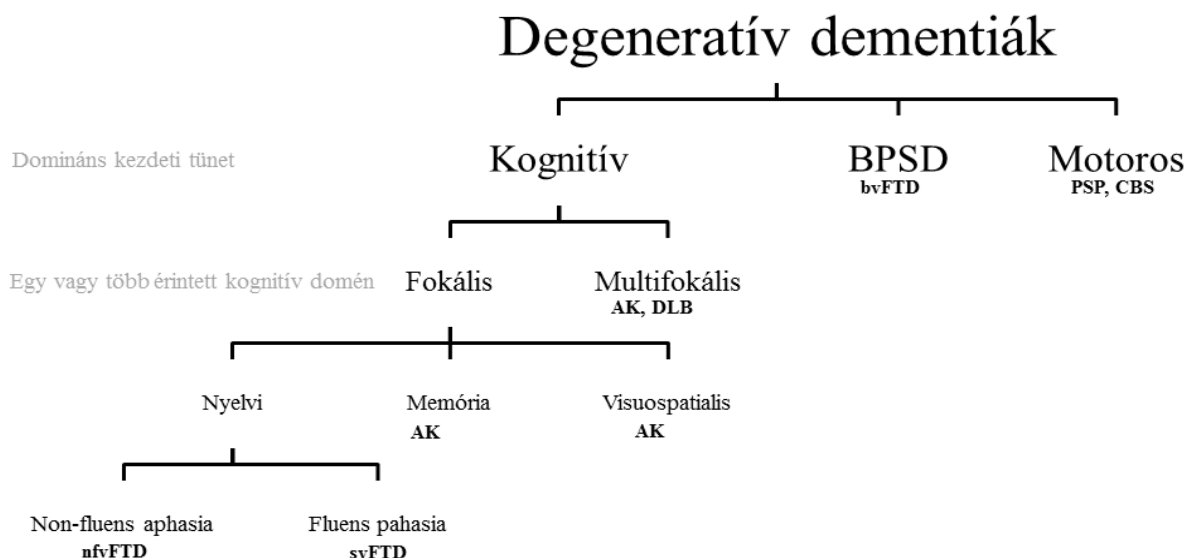 Degeneratív dementiák
Domináns kezdeti tünet
Kognitív
BPSD
Motoros
bvFTD
PSP, CBS
Egy vagy több érintett kognitív domén
Fokális
Multifokális
AK, DLB
Nyelvi
Memória
Visuospatialis
AK
AK
Non-fluens aphasia
Fluens pahasia
nfvFTD
svFTD